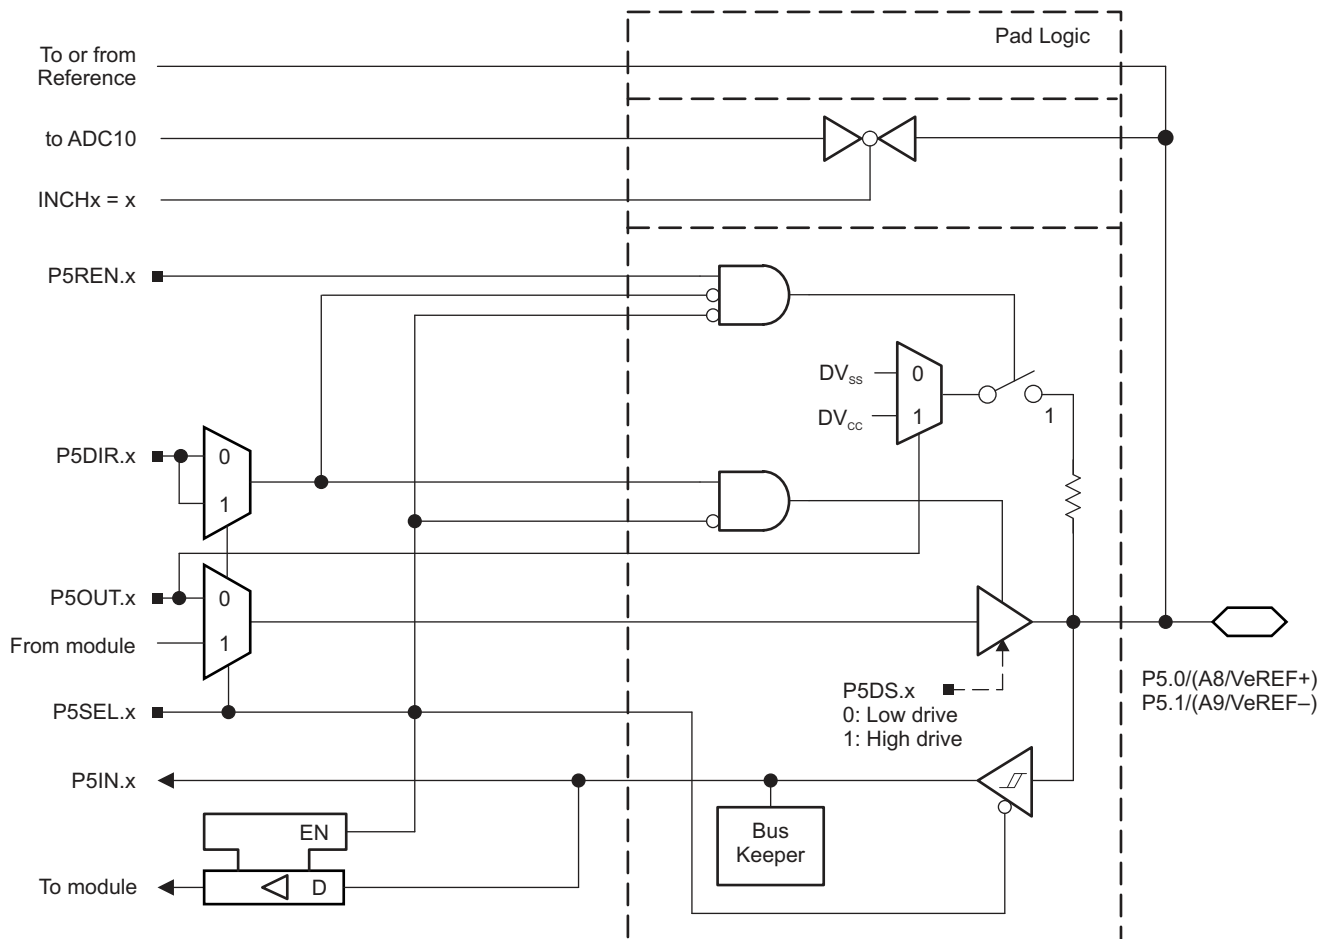 Pad Logic
To or from
Reference
to ADC10
INCHx = x
P5REN.x
DVSS
0
DVCC
1
1
P5DIR.x
0
1
P5OUT.x
0
From module
1
P5SEL.x
P5DS.x
0: Low drive
1: High drive
P5.0/(A8/VeREF+)
P5.1/(A9/VeREF–)
P5IN.x
Bus
Keeper
EN
To module
D